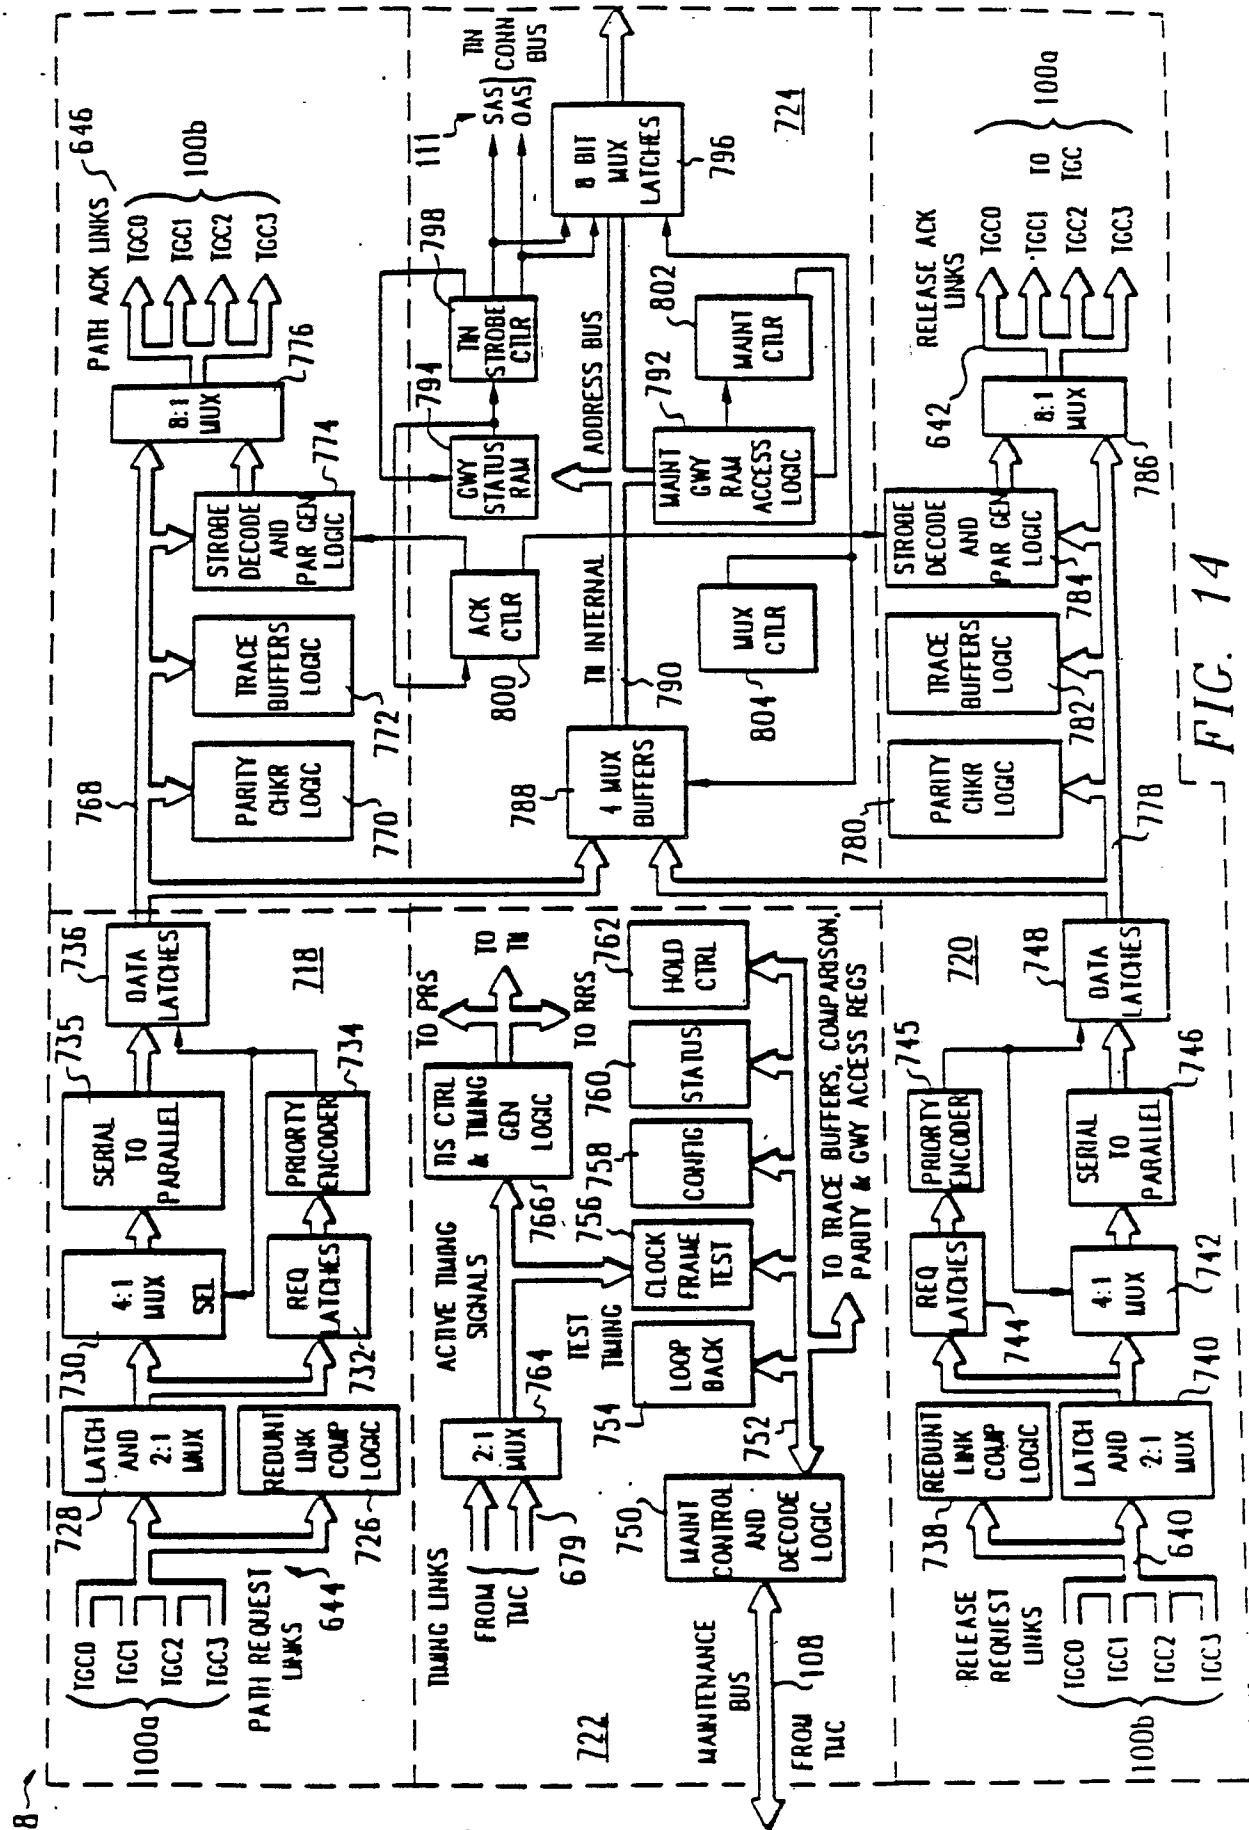 8
TGC0
TGC1
TGC2
TGC3
100a
PATH REQUEST
LINKS
644
728
LATCH
AND
2:1
MUX
REDUNT
LINK
COMP
LOGIC
726
730
4:1
MUX
SEL
REQ
LATCHES
732
735
SERIAL
TO
PARALLEL
PRIORTY
ENCODER
734
736
DATA
LATCHES
718
768
PARITY
CHKR
LOGIC
770
TRACE
BUFFERS
LOGIC
772
STROBE
DECODE
AND
PAR GEN
LOGIC
774
8:1
MUX
776
PATH ACK LINKS
646
TGC0
TGC1
TGC2
TGC3
100b
TIMING LINKS
FROM
TMC
679
2:1
MUX
764
ACTIVE TIMING
SIGNALS
TEST
TIMING
TIS CTRL
& TIMING
GEN
LOGIC
766
TO PRS
TO
TN
TO RRS
722
MAINTENANCE
BUS
108
FROM
TMC
750
MAINT
CONTROL
AND
DECODE
LOGIC
752
754
LOOP
BACK
756
CLOCK
FRAME
TEST
758
CONFIG
760
STATUS
762
HOLD
CTRL
TO TRACE BUFFERS, COMPARISON,
PARITY & GWY ACCESS REGS
788
4 MUX
BUFFERS
TN INTERNAL
ADDRESS BUS
790
ACK
CTLR
800
794
GWY
STATUS
RAM
798
TIN
STROBE
CTLR
111
SAS
OAS
TIN
CONN
BUS
8 BIT
MUX
LATCHES
796
724
MUX
CTLR
804
792
MAINT
GWY
RAM
ACCESS
LOGIC
802
MAINT
CTLR
RELEASE
REQUEST
LINKS
TGC0
TGC1
TGC2
TGC3
100b
640
738
REDUNT
LINK
COMP
LOGIC
LATCH
AND
2:1
MUX
740
REQ
LATCHES
744
4:1
MUX
742
745
PRIORITY
ENCODER
SERIAL
TO
PARALLEL
746
720
748
DATA
LATCHES
778
780
PARITY
CHKR
LOGIC
TRACE
BUFFERS
LOGIC
782
STROBE
DECODE
AND
PAR GEN
LOGIC
784
8:1
MUX
786
642
RELEASE ACK
LINKS
TGC0
TGC1
TGC2
TGC3
TO
TGC
100a
FIG. 14